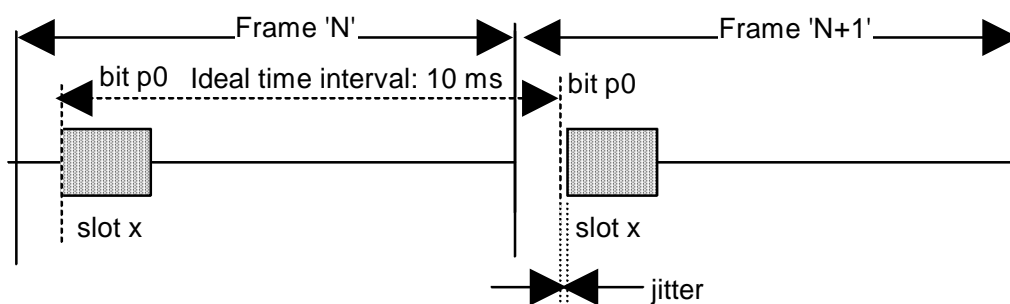 Frame 'N' Frame 'N+1'
bit p0 Ideal time interval: 10 ms bit p0
slot x slot x
jitter